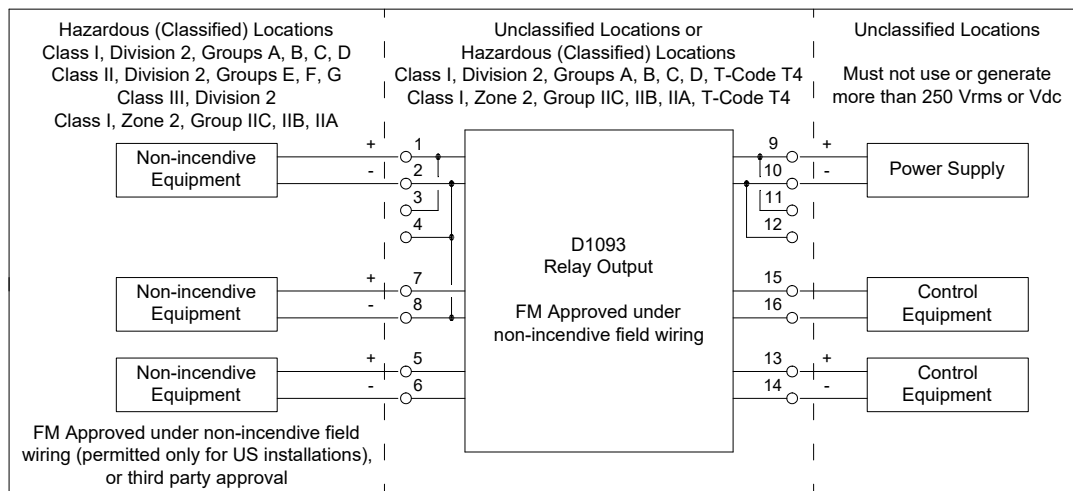 Hazardous (Classified) Locations
Class I, Division 2, Groups A, B, C, D
Class II, Division 2, Groups E, F, G
Class III, Division 2
Class I, Zone 2, Group IIC, IIB, IIA
Unclassified Locations or
Hazardous (Classified) Locations
Class I, Division 2, Groups A, B, C, D, T-Code T4
Class I, Zone 2, Group IIC, IIB, IIA, T-Code T4
Unclassified Locations
Must not use or generate
more than 250 Vrms or Vdc
Non-incendive
Equipment
+ 1
- 2
3
4
Non-incendive
Equipment
+ 7
- 8
Non-incendive
Equipment
+ 5
- 6
FM Approved under non-incendive field
wiring (permitted only for US installations),
or third party approval
D1093
Relay Output
FM Approved under
non-incendive field wiring
9 +
10 -
11
12
Power Supply
15
16
Control
Equipment
13 +
14 -
Control
Equipment